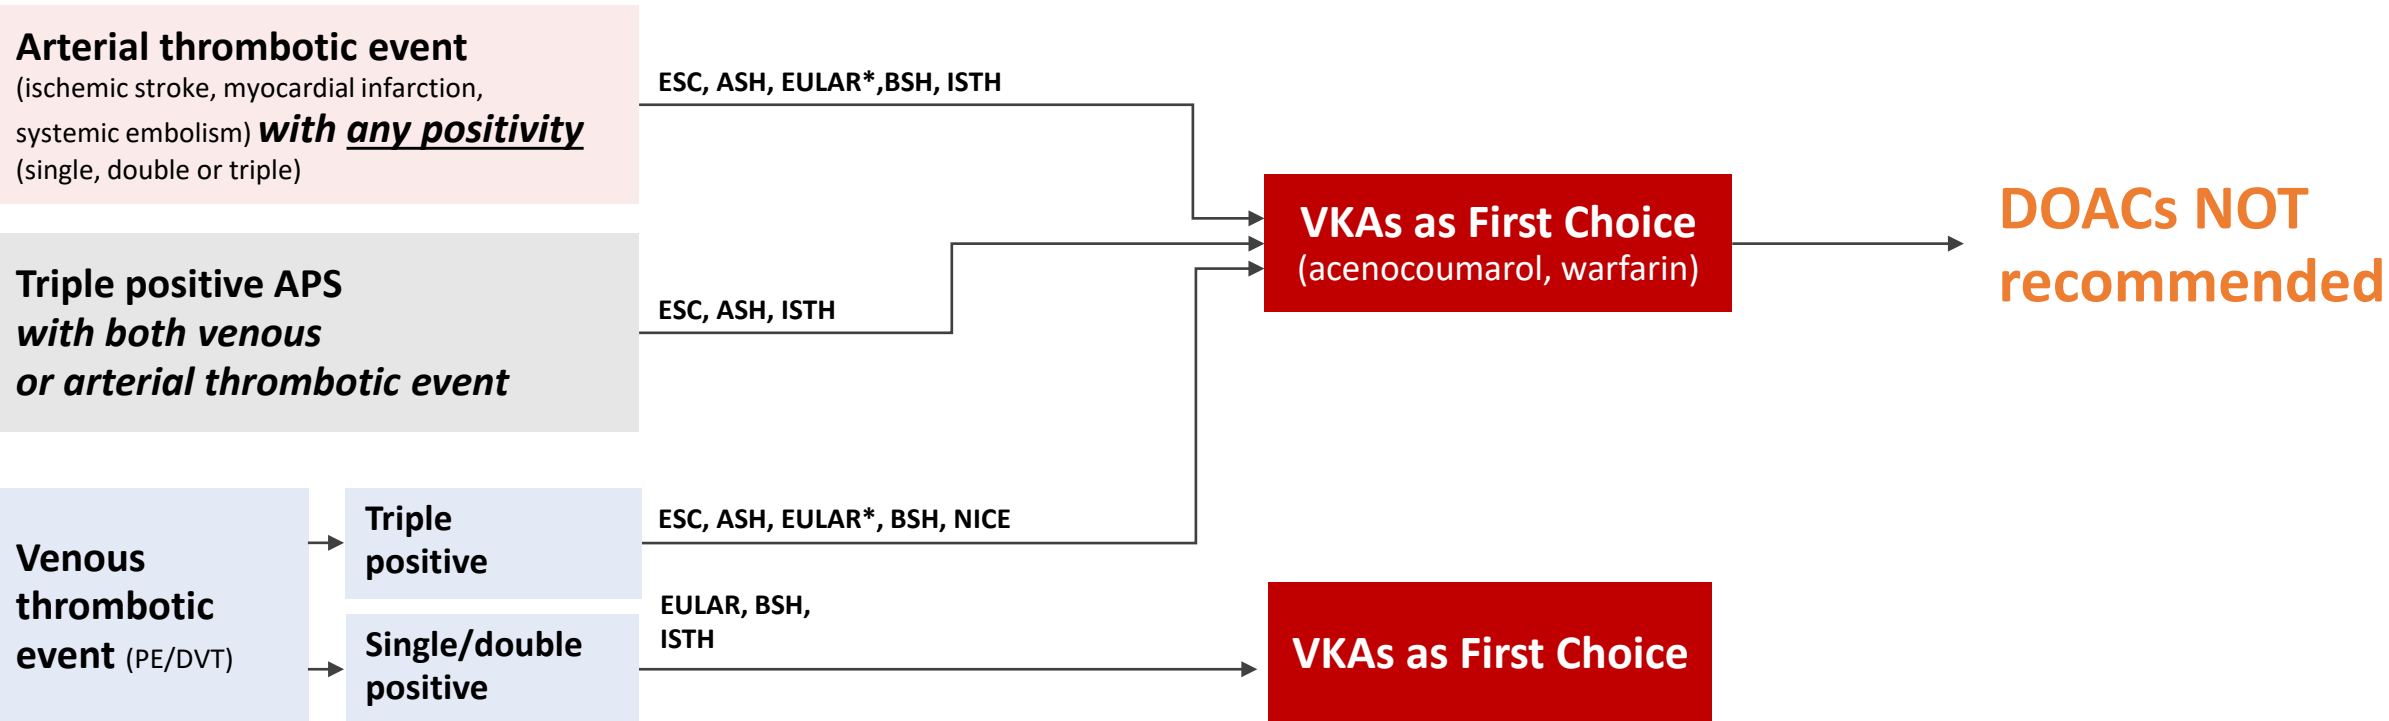 Arterial thrombotic event
(ischemic stroke, myocardial infarction,
systemic embolism) with any positivity
(single, double or triple)
ESC, ASH, EULAR*,BSH, ISTH
Triple positive APS
with both venous
or arterial thrombotic event
ESC, ASH, ISTH
VKAs as First Choice
(acenocoumarol, warfarin)
DOACs NOT
recommended
Venous
thrombotic
event (PE/DVT)
Triple
positive
ESC, ASH, EULAR*, BSH, NICE
Single/double
positive
EULAR, BSH,
ISTH
VKAs as First Choice